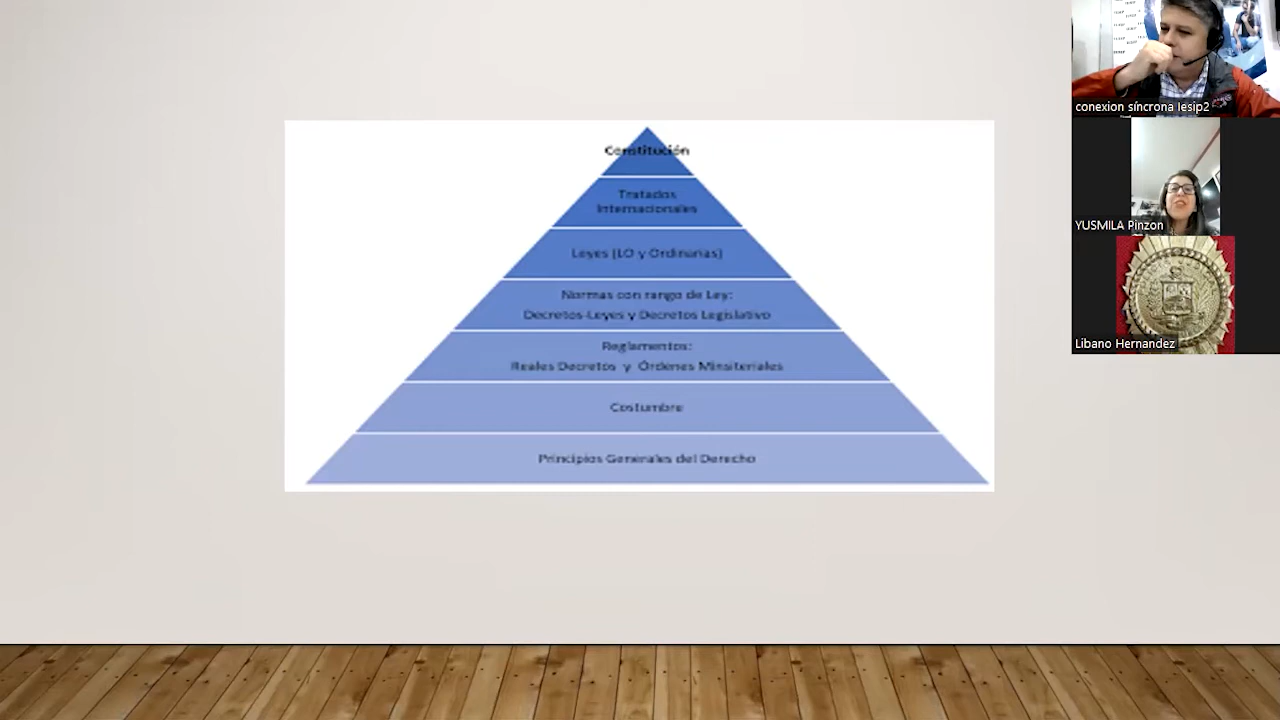 Constitución
Tratados
Internacionales
Leyes (LO y Ordinarias)
Normas con rango de Ley:
Decretos-Leyes y Decretos Legislativo
Reglamentos:
Reales Decretos y Órdenes Minsiteriales
Costumbre
Principios Generales del Derecho
conexion síncrona Iesip2
YUSMILA Pinzon
Libano Hernandez